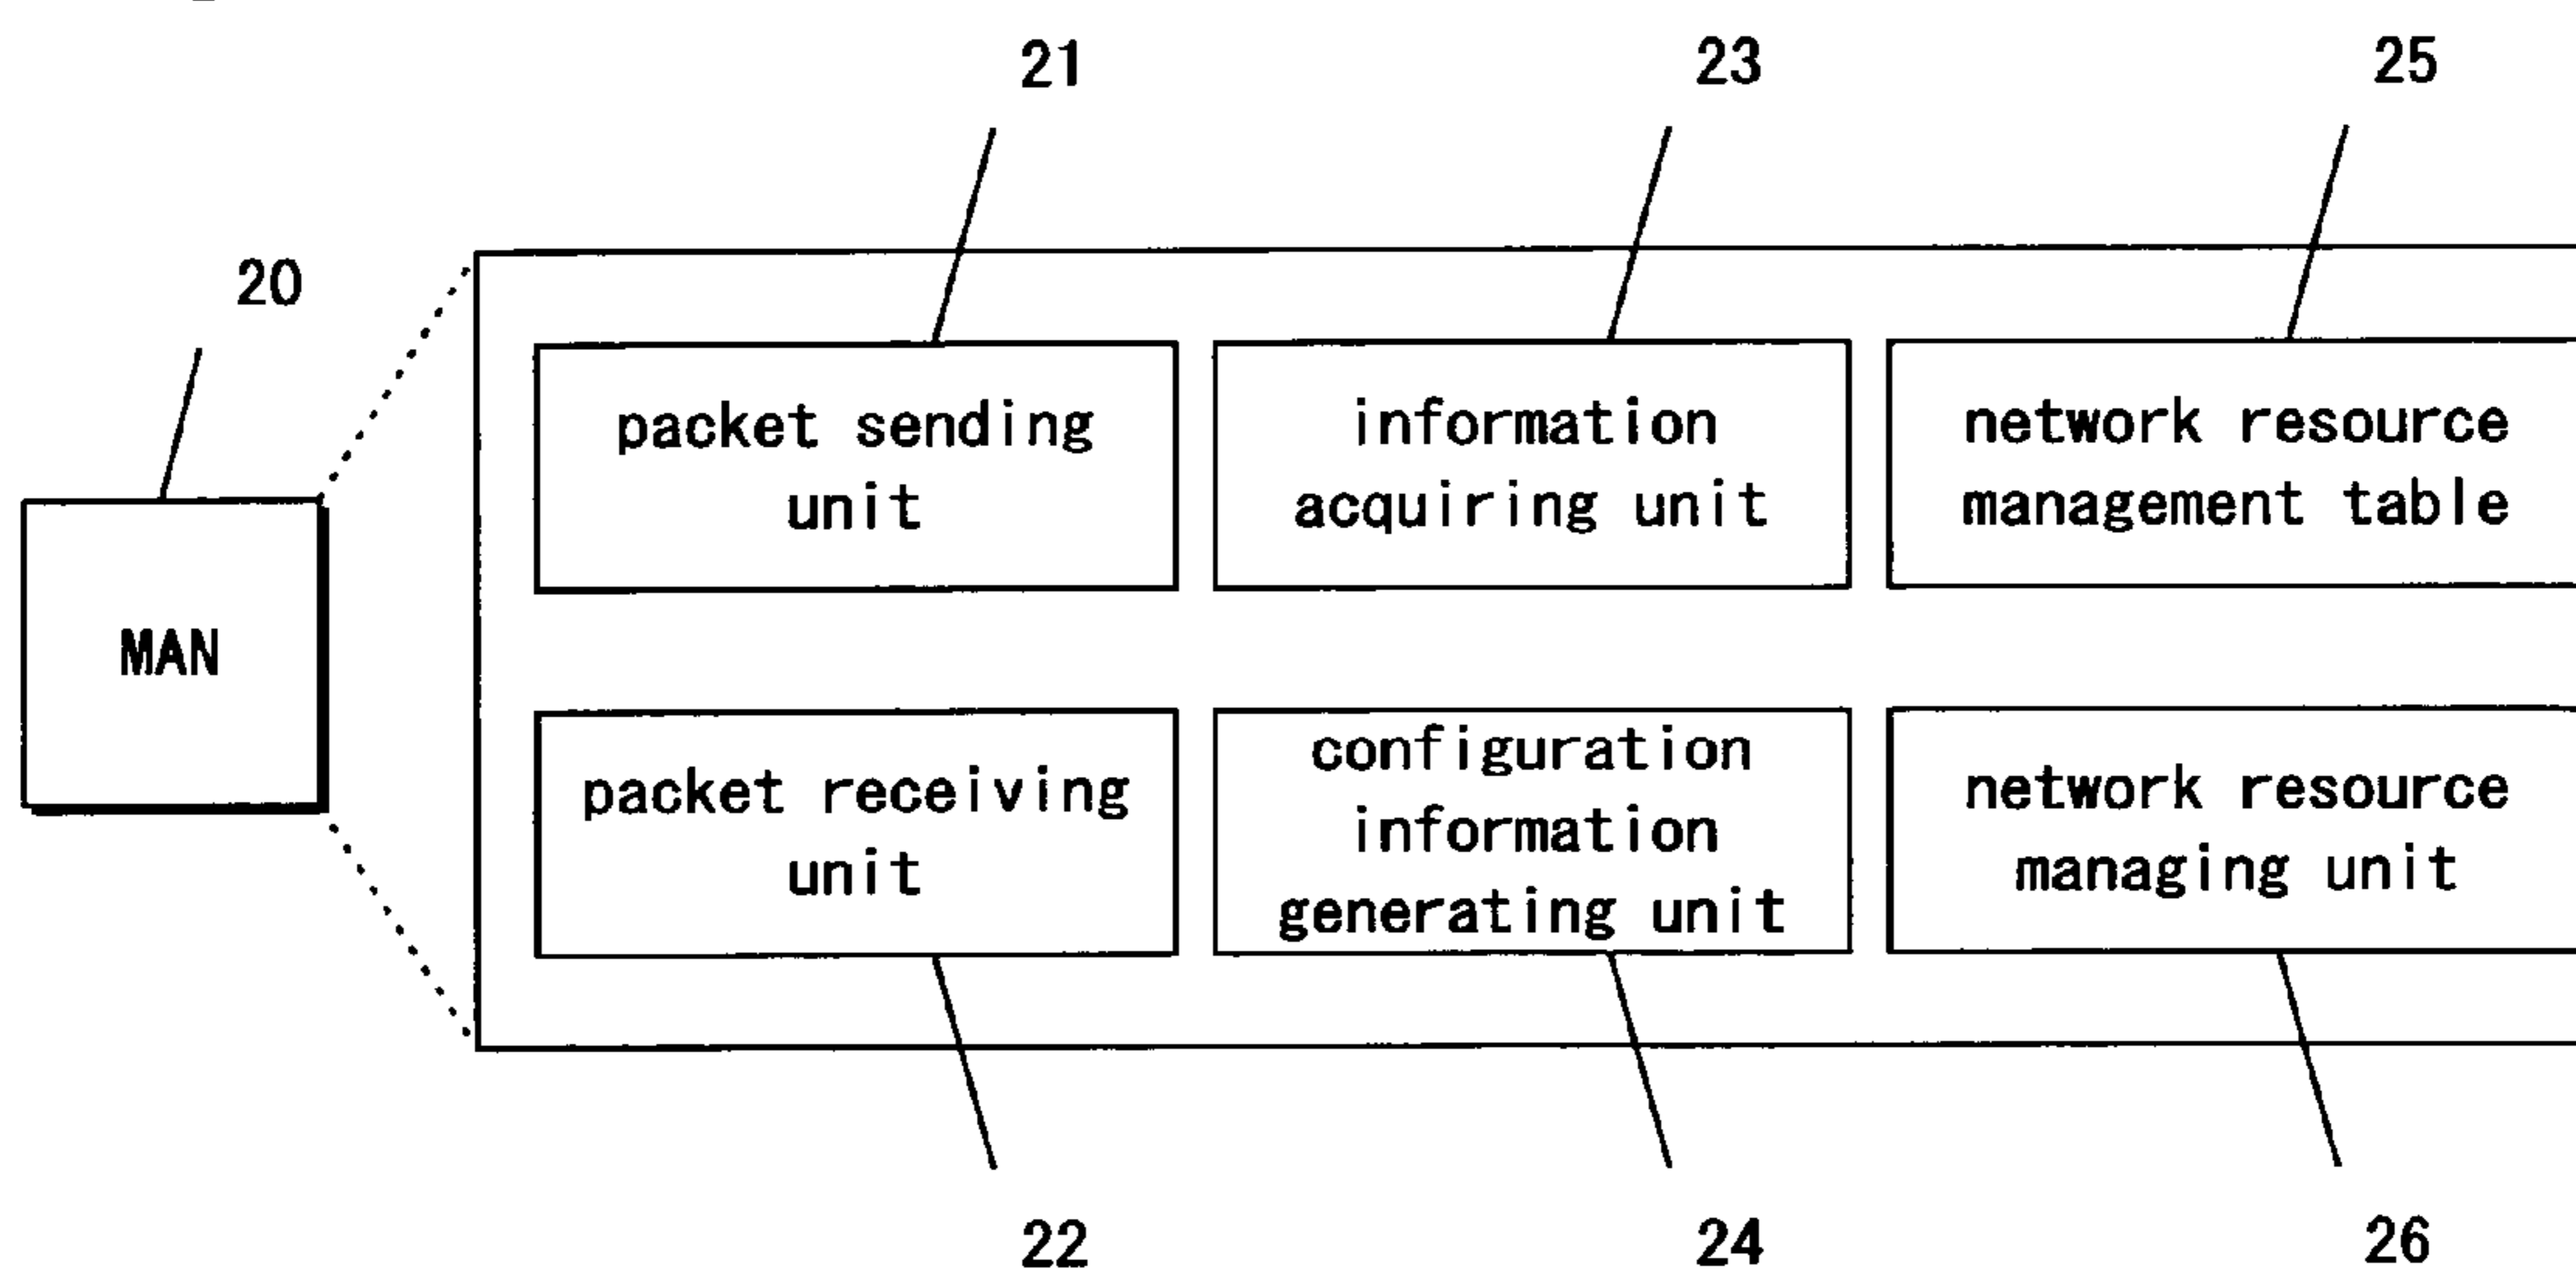 21
23
25
20
packet sending
unit
information
acquiring unit
network resource
management table
MAN
packet receiving
unit
configuration
information
generating unit
network resource
managing unit
22
24
26